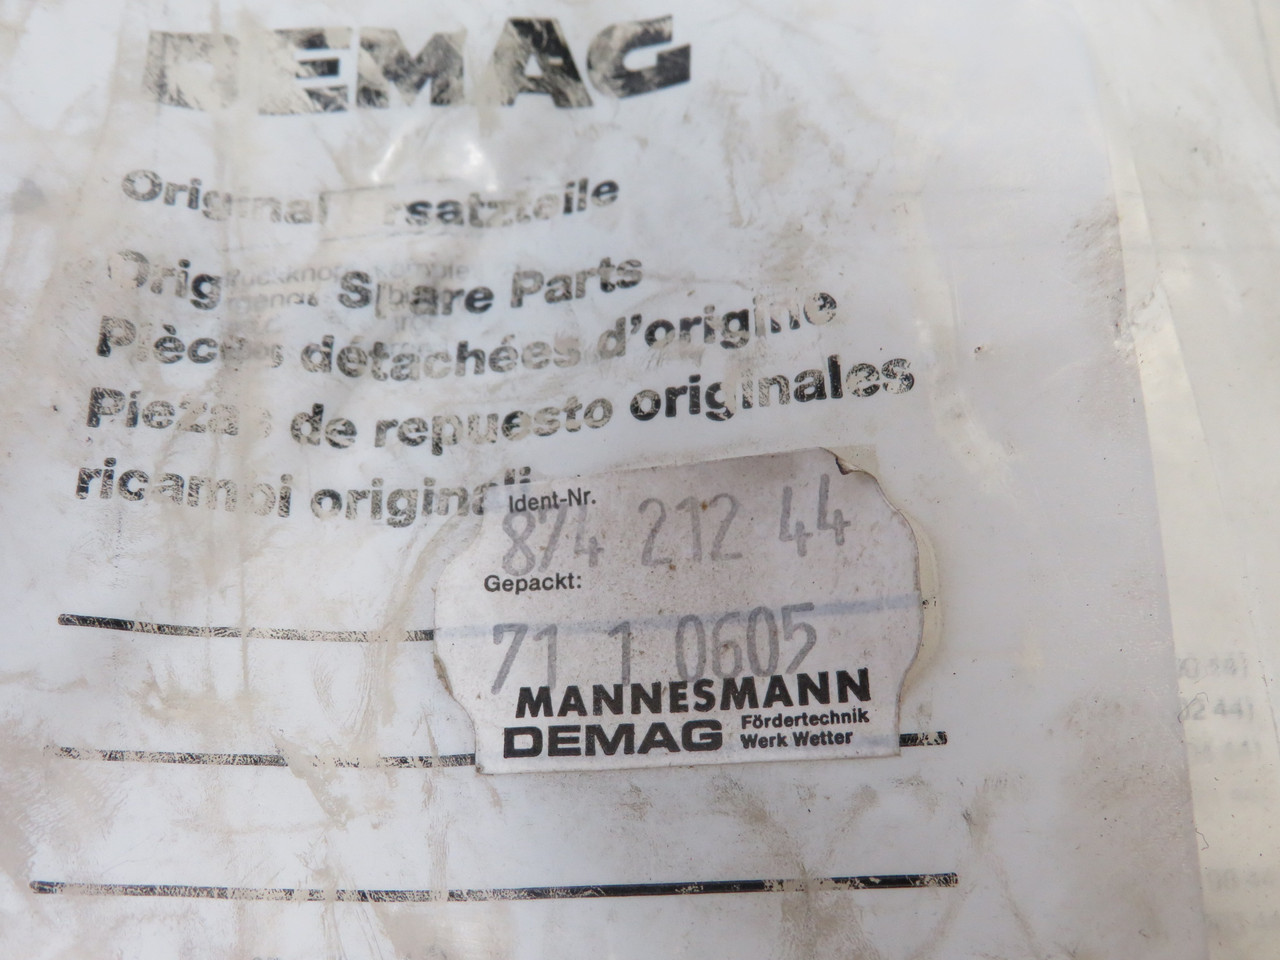 DEMAG
Original Ersatzteile
Original Spare Parts
Pièces détachées d'origine
Piezas de repuesto originales
ricambi originali
Ident-Nr.
874 212 44
Gepackt:
71 1 0605
MANNESMANN
DEMAG Fördertechnik
Werk Wetter